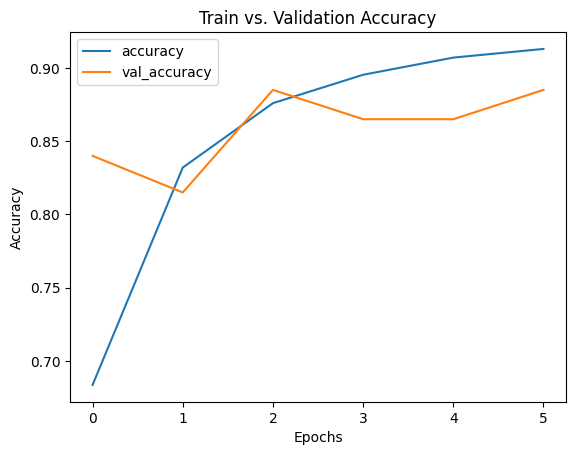 Train vs. Validation Accuracy
accuracy
val_accuracy
0.90
0.85
0.80
0.75
0.70
Accuracy
0 1 2 3 4 5
Epochs